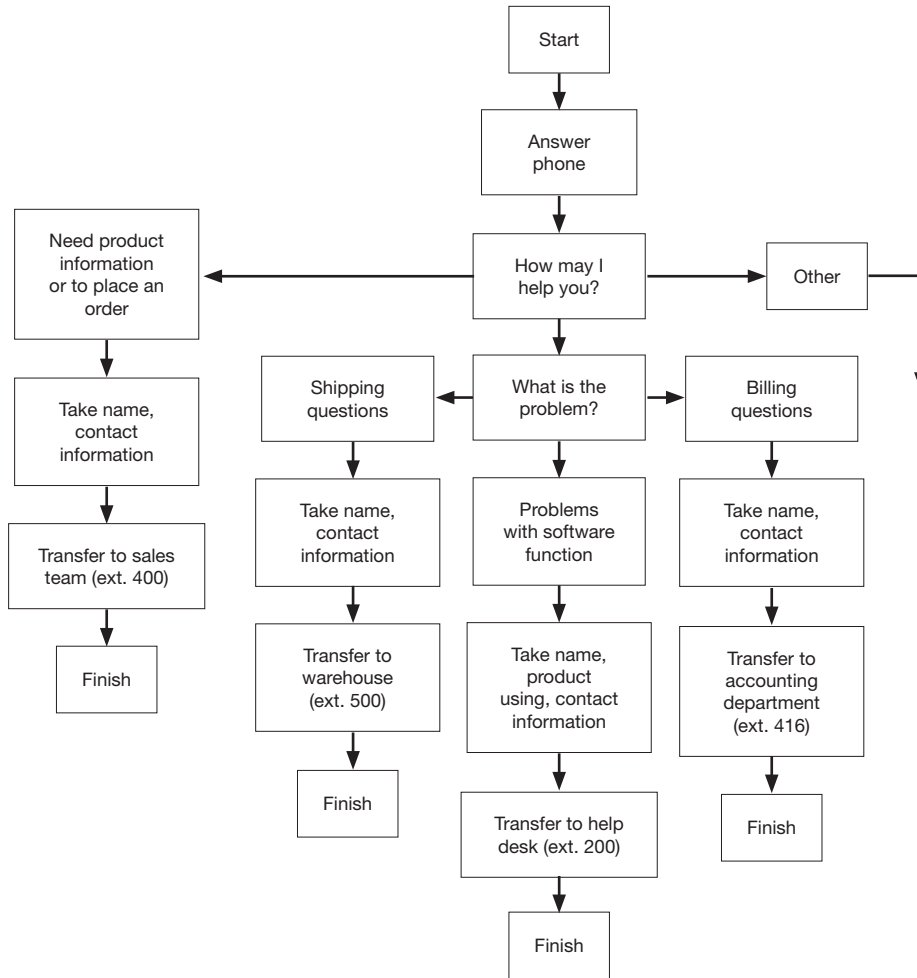 Start
Answer
phone
How may I
help you?
Need product
information
or to place an
order
Take name,
contact
information
Transfer to sales
team (ext. 400)
Finish
Other
What is the
problem?
Shipping
questions
Take name,
contact
information
Transfer to
warehouse
(ext. 500)
Finish
Problems
with software
function
Take name,
product
using, contact
information
Transfer to help
desk (ext. 200)
Finish
Billing
questions
Take name,
contact
information
Transfer to
accounting
department
(ext. 416)
Finish